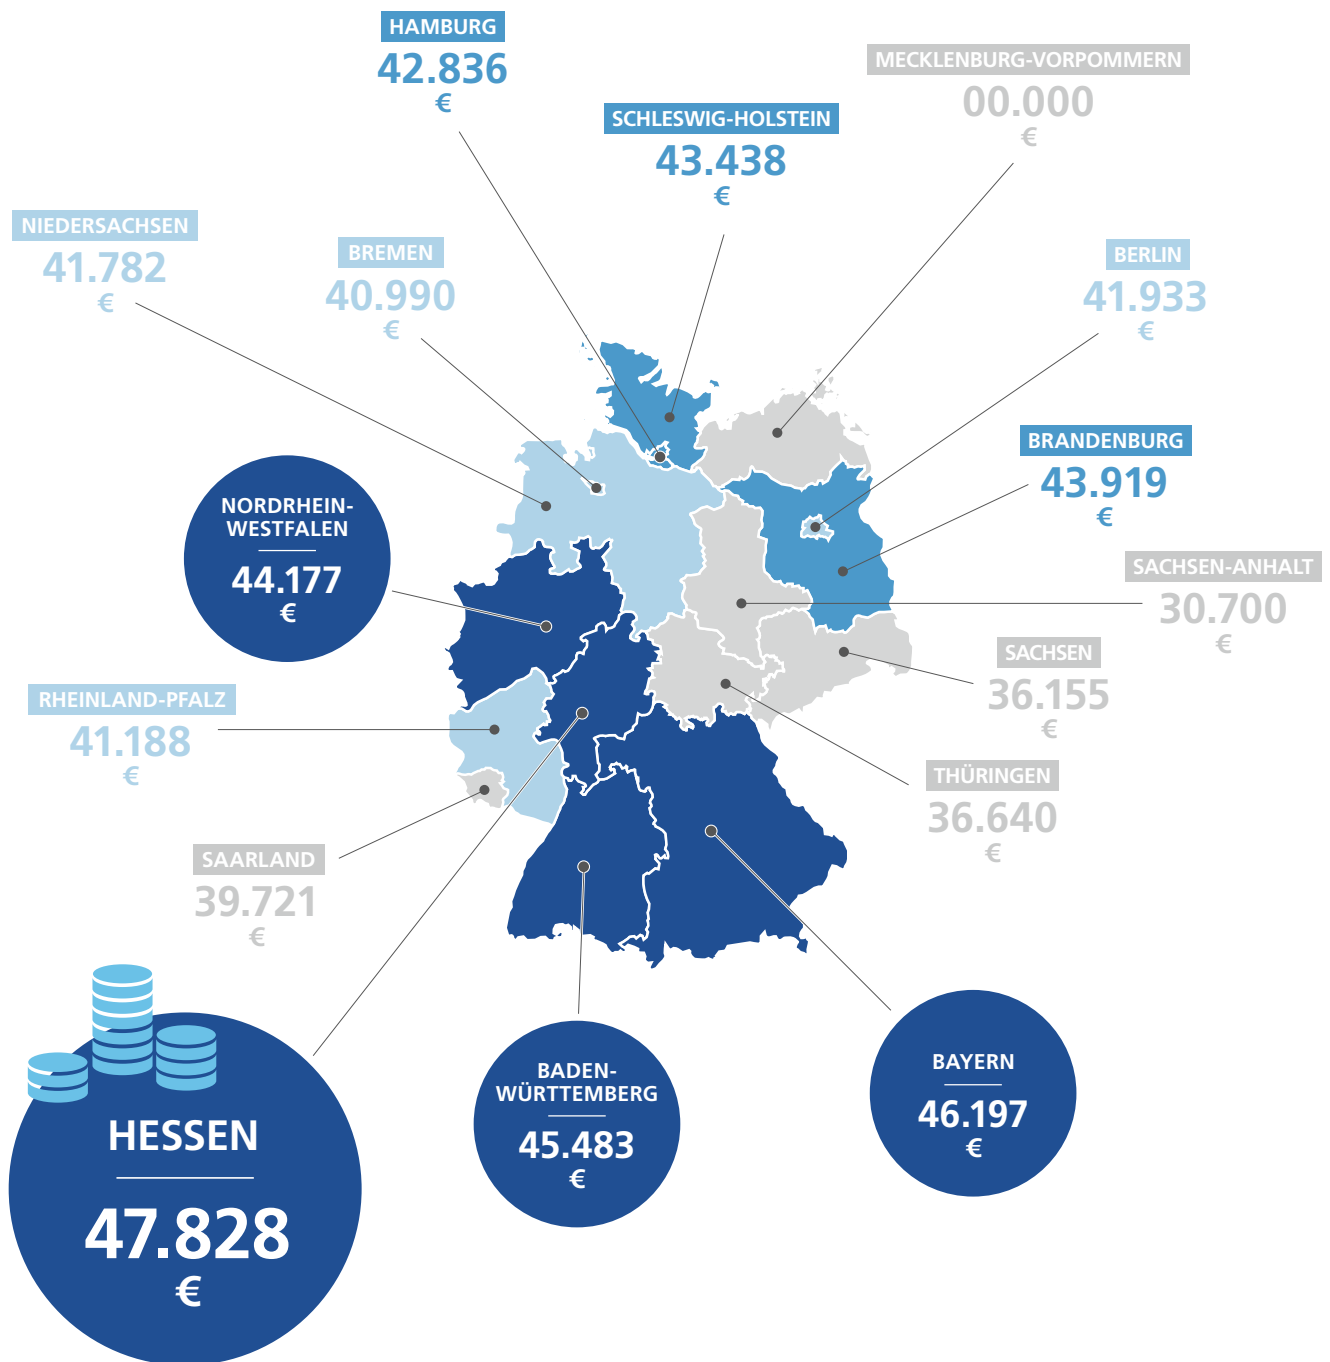 HAMBURG
42.836
€
MECKLENBURG-VORPOMMERN
00.000
€
SCHLESWIG-HOLSTEIN
43.438
€
NIEDERSACHSEN
41.782
€
BREMEN
40.990
€
BERLIN
41.933
€
BRANDENBURG
43.919
€
NORDRHEIN-
WESTFALEN
44.177
€
SACHSEN-ANHALT
30.700
€
SACHSEN
36.155
€
RHEINLAND-PFALZ
41.188
€
THÜRINGEN
36.640
€
SAARLAND
39.721
€
HESSEN
47.828
€
BADEN-
WÜRTTEMBERG
45.483
€
BAYERN
46.197
€